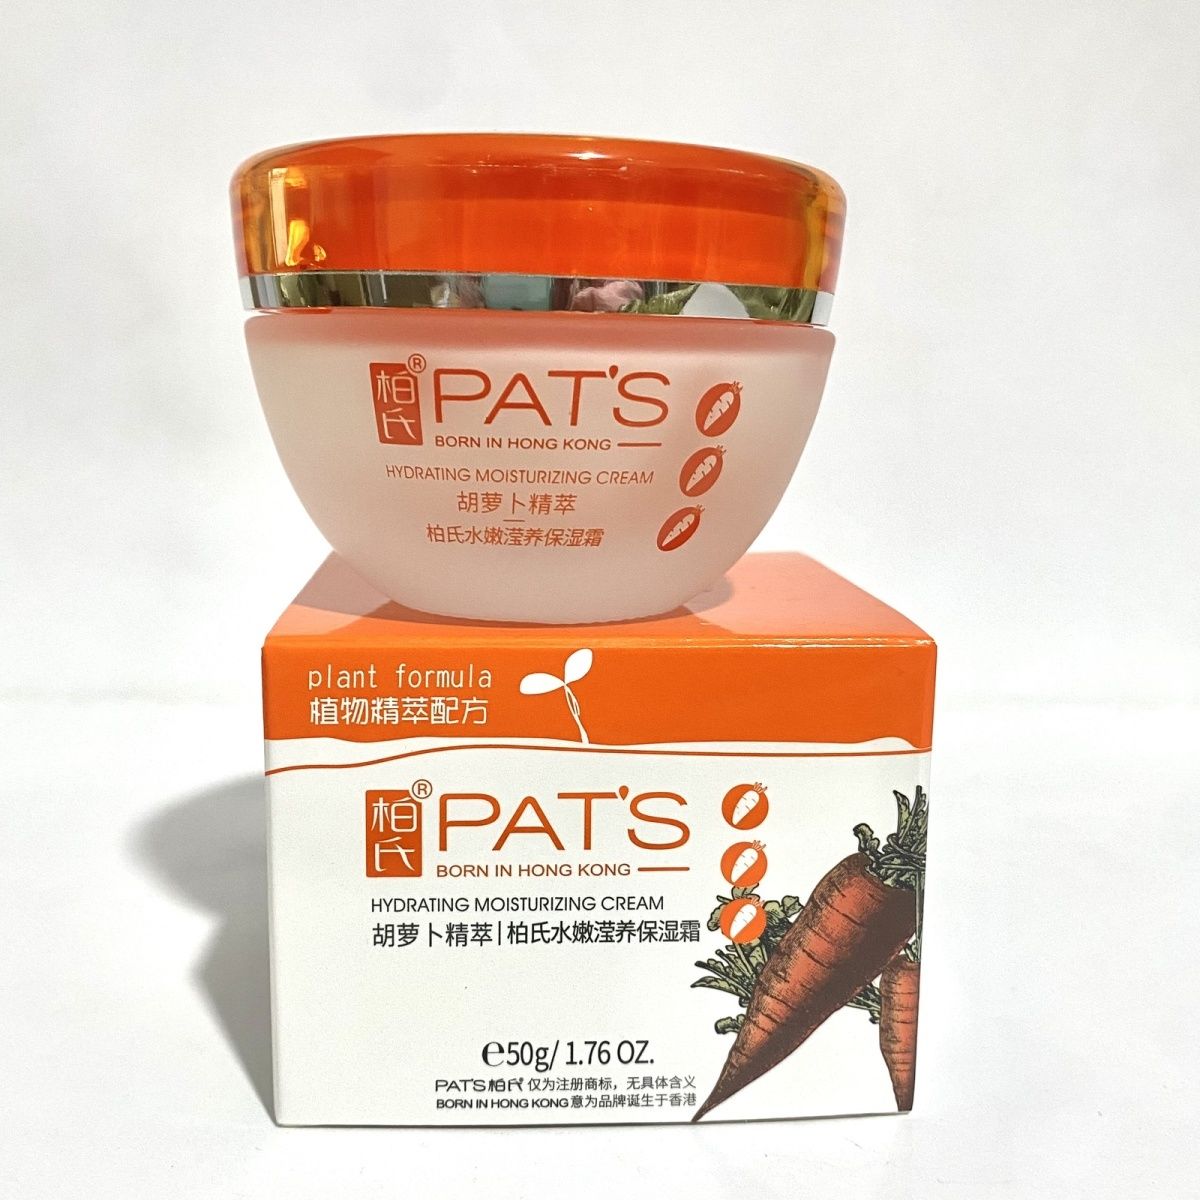 柏氏®
PAT'S
BORN IN HONG KONG
HYDRATING MOISTURIZING CREAM
胡萝卜精萃
柏氏水嫩滢养保湿霜
plant formula
植物精萃配方
柏氏®
PAT'S
BORN IN HONG KONG
HYDRATING MOISTURIZING CREAM
胡萝卜精萃|柏氏水嫩滢养保湿霜
℮50g/ 1.76 OZ.
PAT'S柏氏 仅为注册商标，无具体含义
BORN IN HONG KONG意为品牌诞生于香港